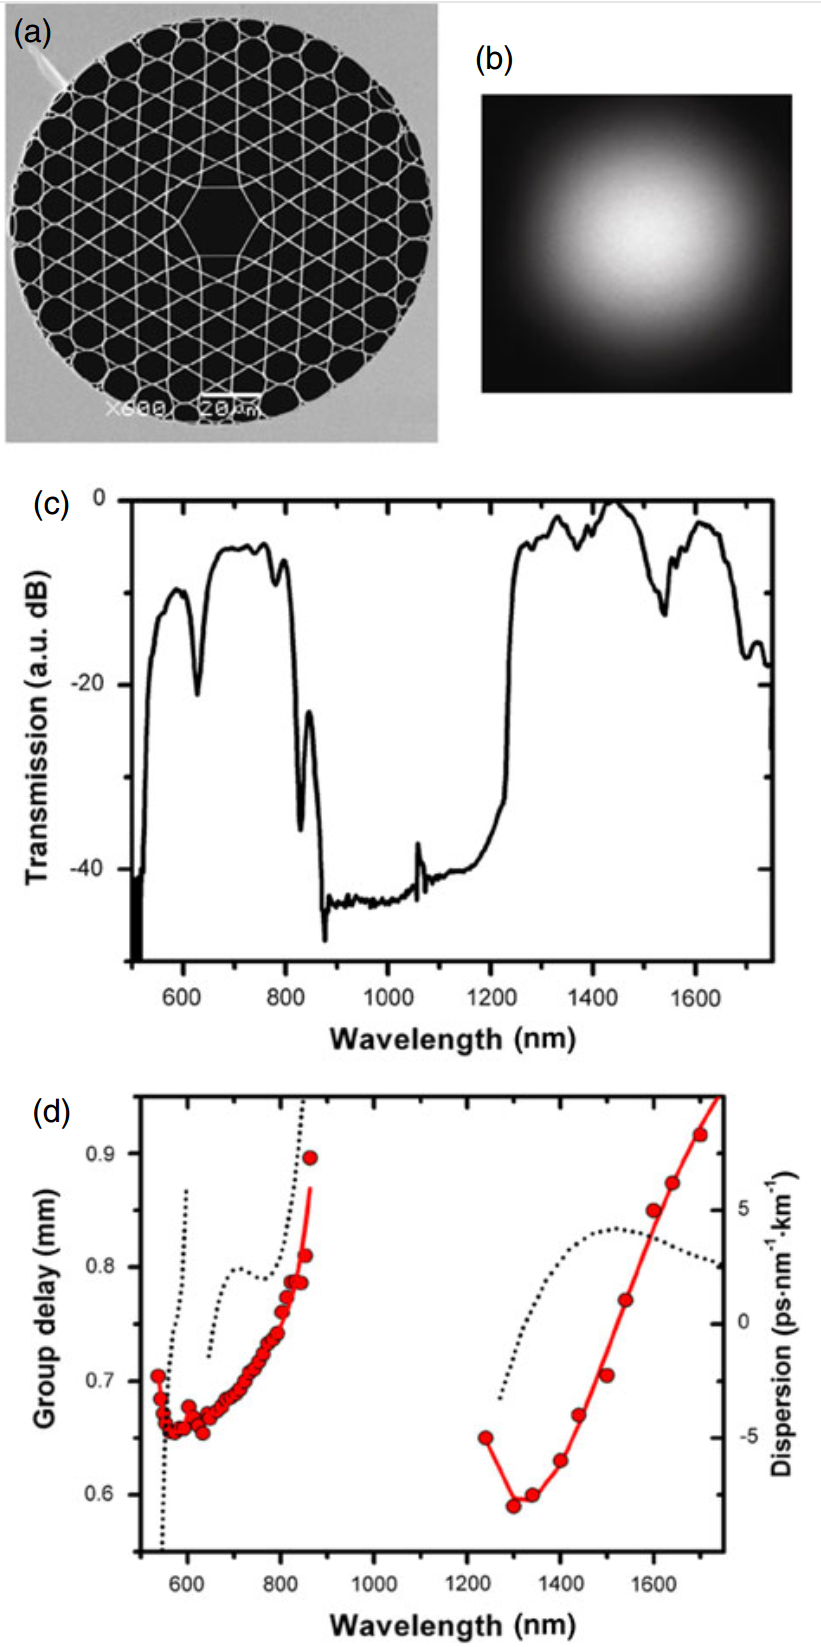 (a)
(b)
X600 20μm
(c)
0
-20
-40
Transmission (a.u. dB)
600 800 1000 1200 1400 1600
Wavelength (nm)
(d)
0.9
0.8
0.7
0.6
Group delay (mm)
5
0
-5
Dispersion (ps·nm⁻¹·km⁻¹)
600 800 1000 1200 1400 1600
Wavelength (nm)